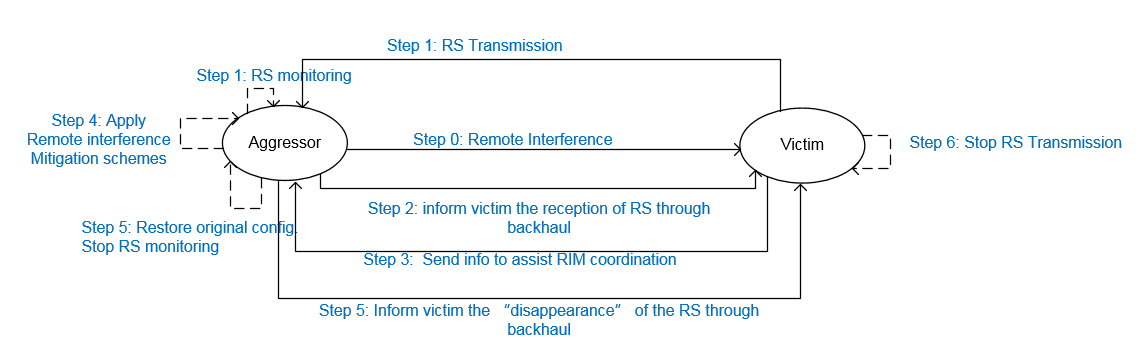 Step 1: RS Transmission
Step 1: RS monitoring
Step 4: Apply
Remote interference
Mitigation schemes
Aggressor
Step 0: Remote Interference
Victim
Step 6: Stop RS Transmission
Step 2: inform victim the reception of RS through
backhaul
Step 5: Restore original config.
Stop RS monitoring
Step 3: Send info to assist RIM coordination
Step 5: Inform victim the “disappearance” of the RS through
backhaul